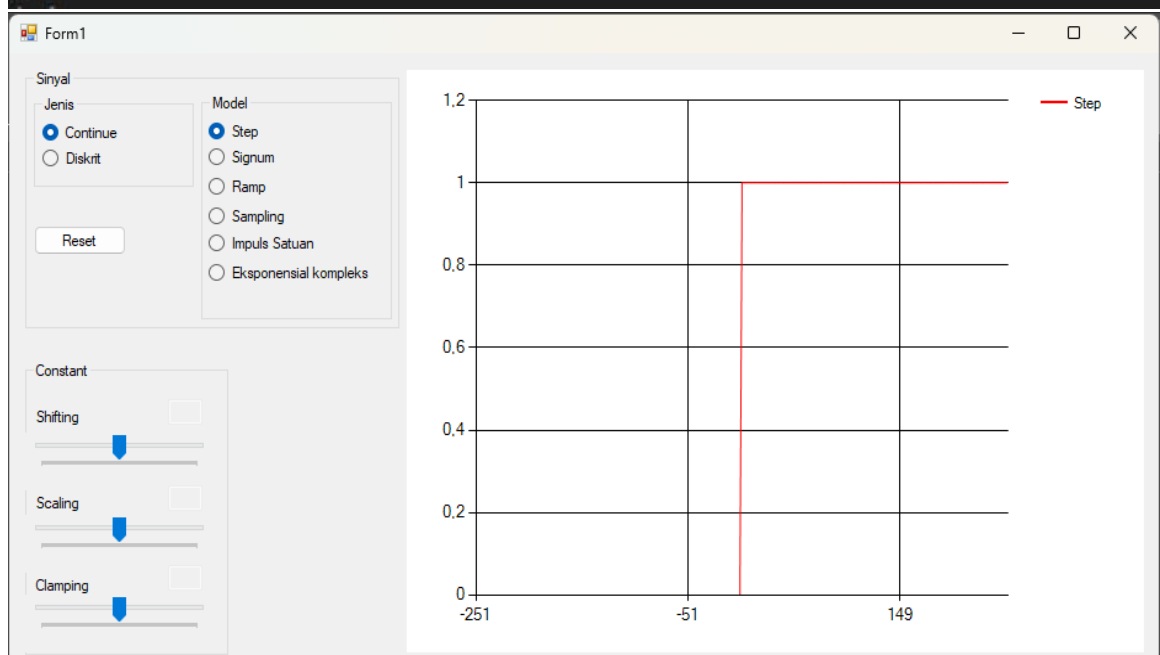 Form1
Sinyal
Jenis
Continue
Diskrit
Reset
Model
Step
Signum
Ramp
Sampling
Impuls Satuan
Eksponensial kompleks
Constant
Shifting
Scaling
Clamping
1,2
1
0,8
0,6
0,4
0,2
0
-251 -51 149
Step